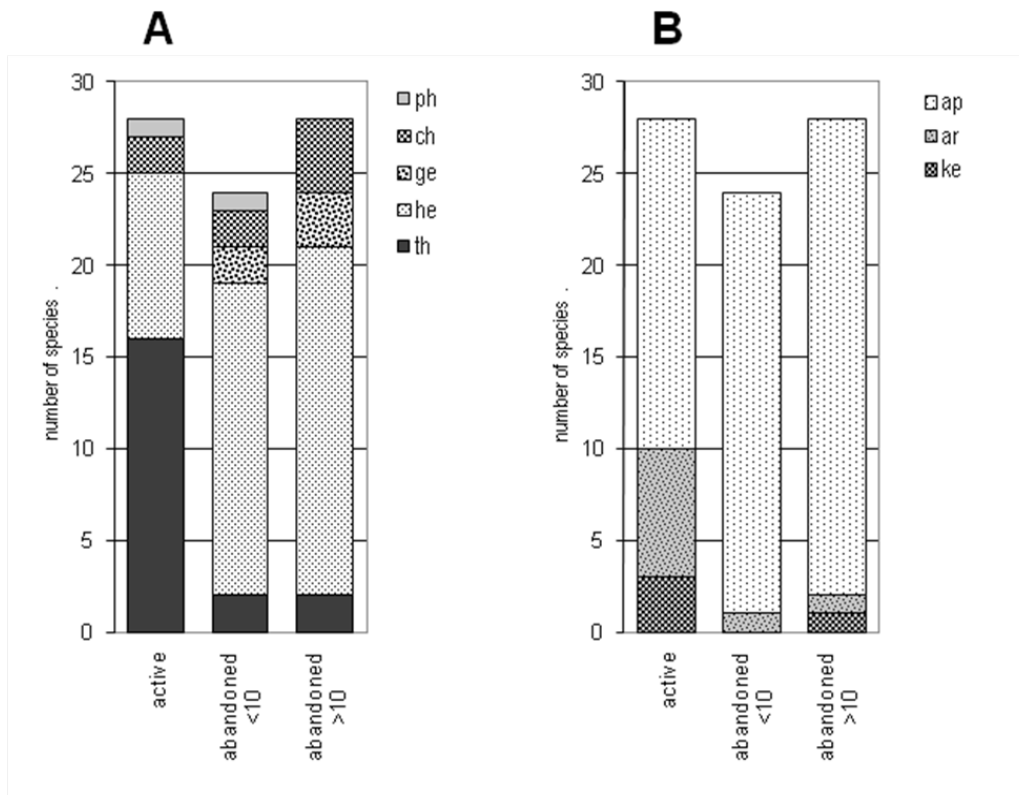 A
30
25
20
15
10
5
0
number of species .
active
abandoned
<10
abandoned
>10
ph
ch
ge
he
th
B
30
25
20
15
10
5
0
number of species .
active
abandoned
<10
abandoned
>10
ap
ar
ke